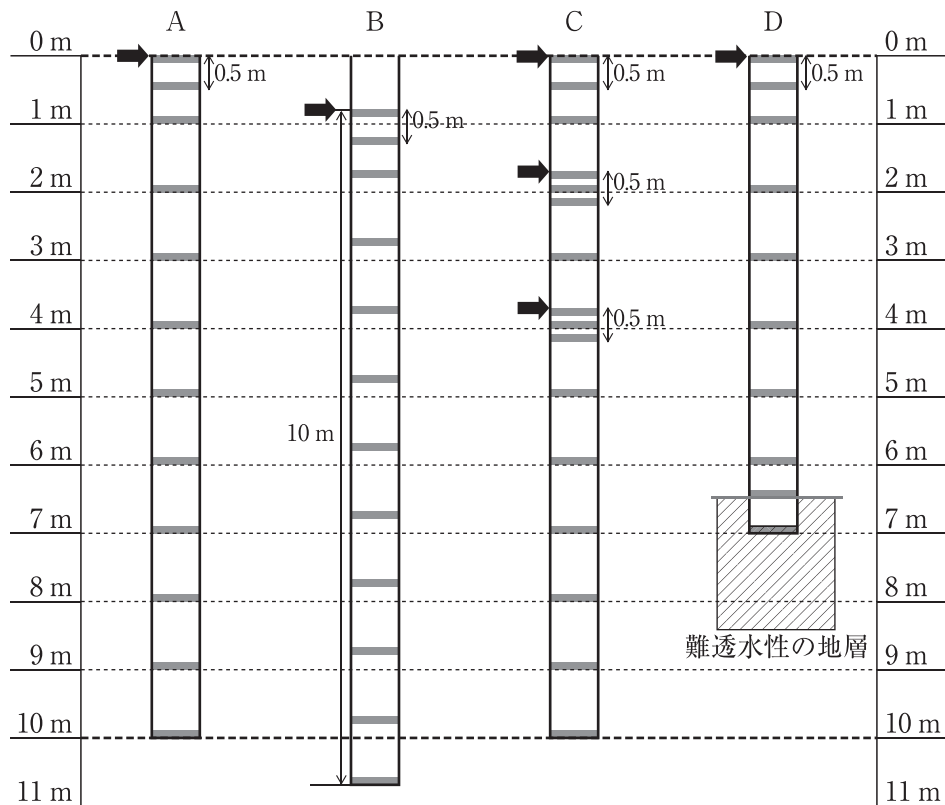 A B C D
0 m 0 m
0.5 m 0.5 m 0.5 m
1 m 0.5 m 1 m
2 m 0.5 m 2 m
3 m 3 m
4 m 0.5 m 4 m
5 m 5 m
10 m
6 m 6 m
7 m 7 m
8 m 8 m
難透水性の地層
9 m 9 m
10 m 10 m
11 m 11 m